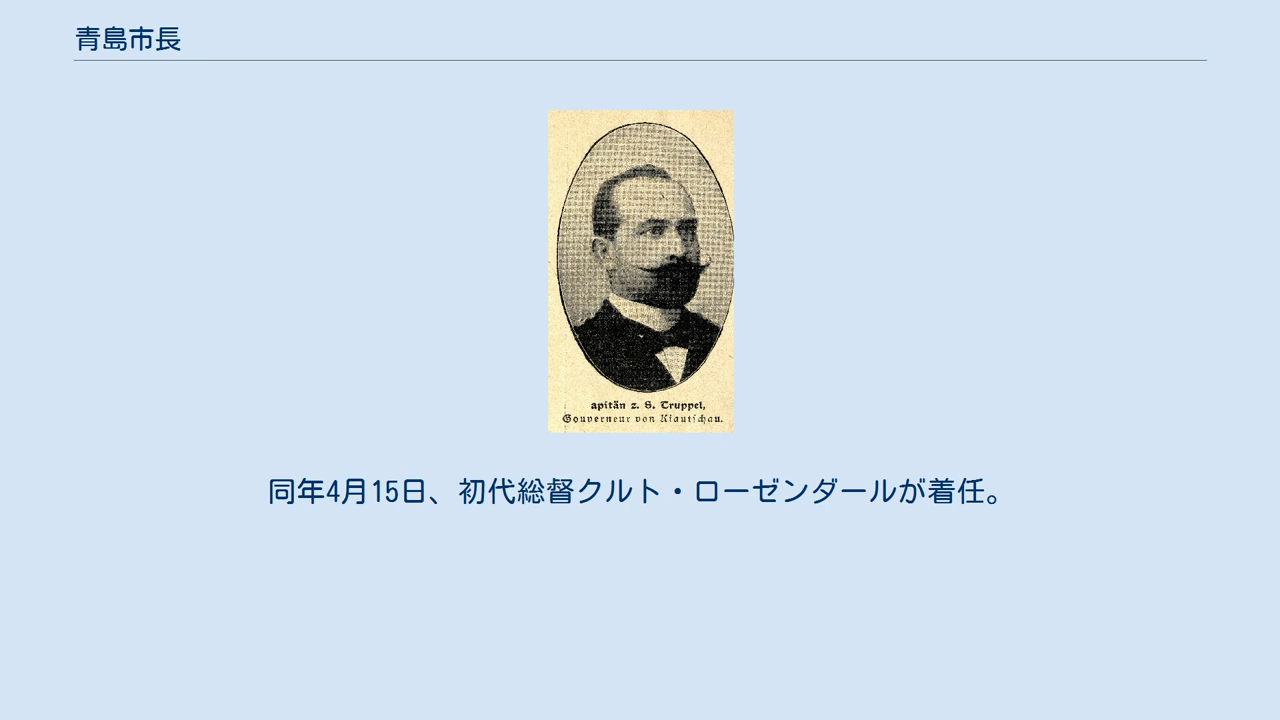 青島市長
apitän z. S. Truppel,
Gouverneur von Kiautschau.
同年4月15日、初代総督クルト・ローゼンダールが着任。